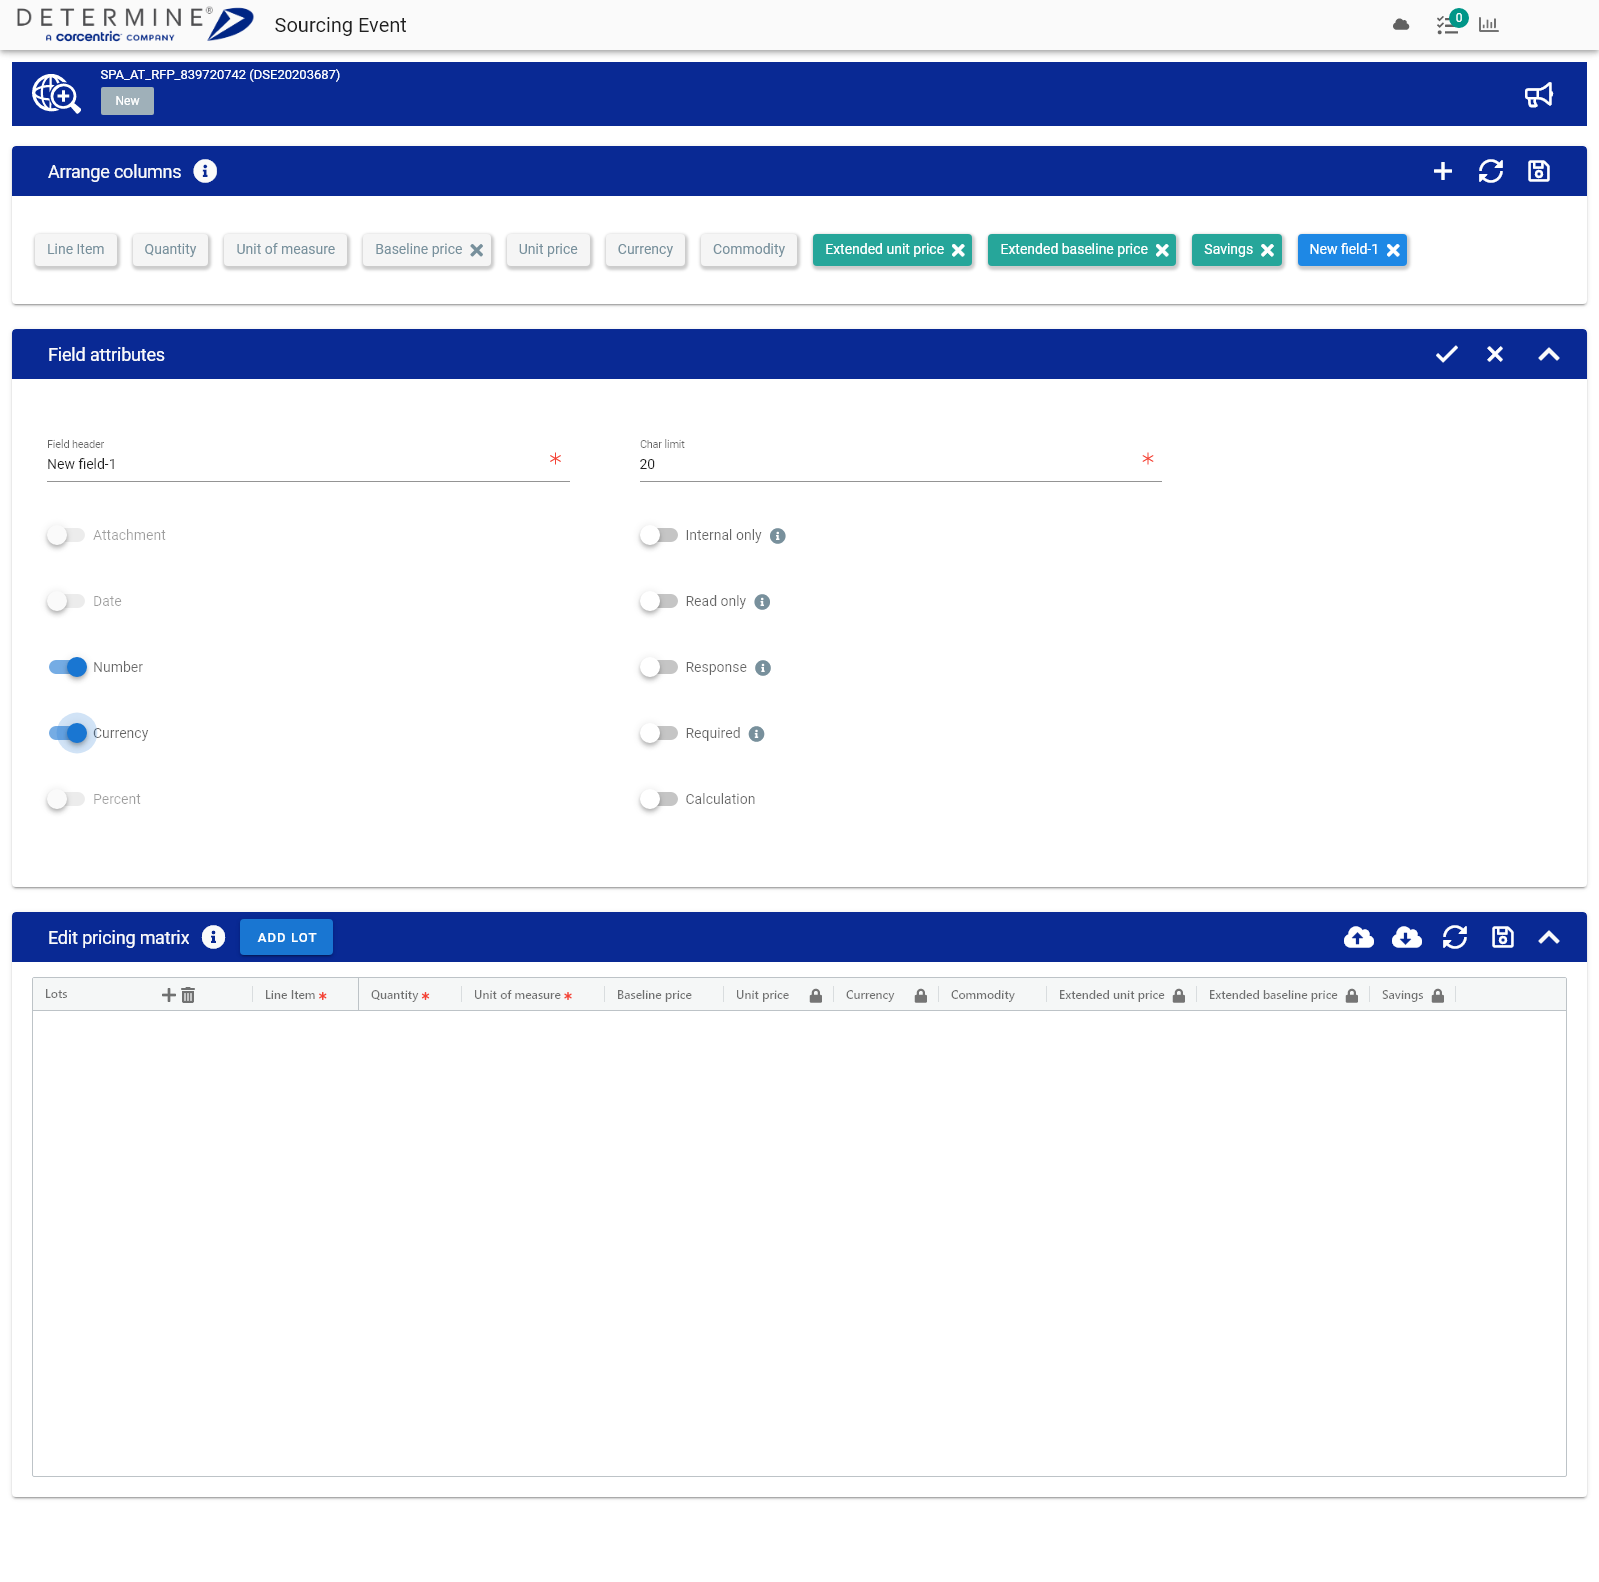 DETERMINE®
A corcentric COMPANY
Sourcing Event
0
SPA_AT_RFP_839720742 (DSE20203687)
New
Arrange columns
Line Item Quantity Unit of measure Baseline price Unit price Currency Commodity Extended unit price Extended baseline price Savings New field-1
Field attributes
Field header Char limit
New field-1 * 20 *
Attachment Internal only
Date Read only
Number Response
Currency Required
Percent Calculation
Edit pricing matrix ADD LOT
Lots Line Item * Quantity * Unit of measure * Baseline price Unit price Currency Commodity Extended unit price Extended baseline price Savings